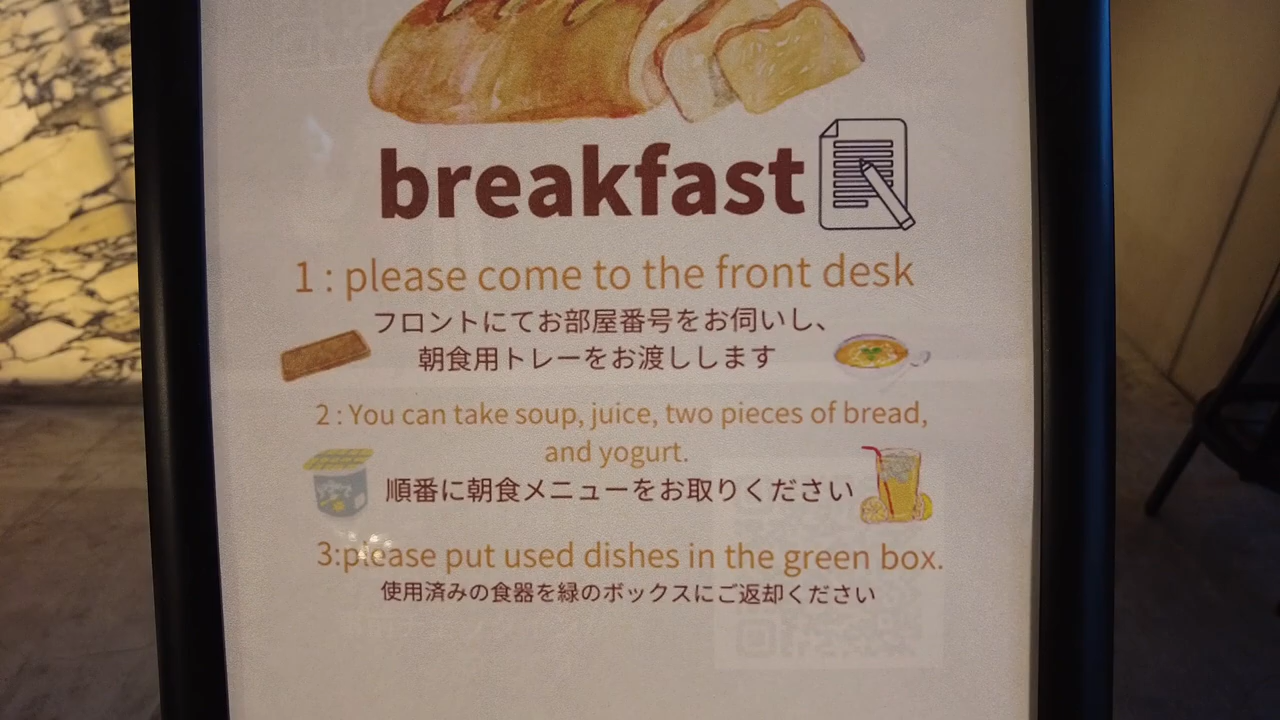 breakfast
1 : please come to the front desk
フロントにてお部屋番号をお伺いし、
朝食用トレーをお渡しします
2 : You can take soup, juice, two pieces of bread,
and yogurt.
順番に朝食メニューをお取りください
3:please put used dishes in the green box.
使用済みの食器を緑のボックスにご返却ください